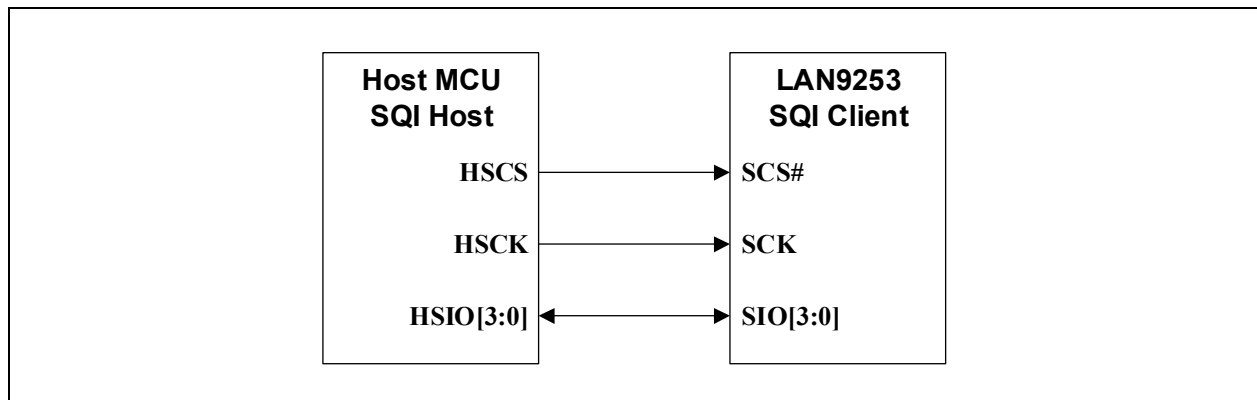 Host MCU
SQI Host
LAN9253
SQI Client
HSCS
SCS#
HSCK
SCK
HSIO[3:0]
SIO[3:0]